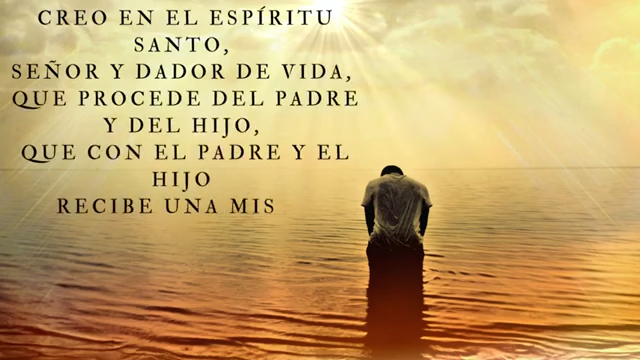 CREO EN EL ESPÍRITU
SANTO,
SEÑOR Y DADOR DE VIDA,
QUE PROCEDE DEL PADRE
Y DEL HIJO,
QUE CON EL PADRE Y EL
HIJO
RECIBE UNA MIS